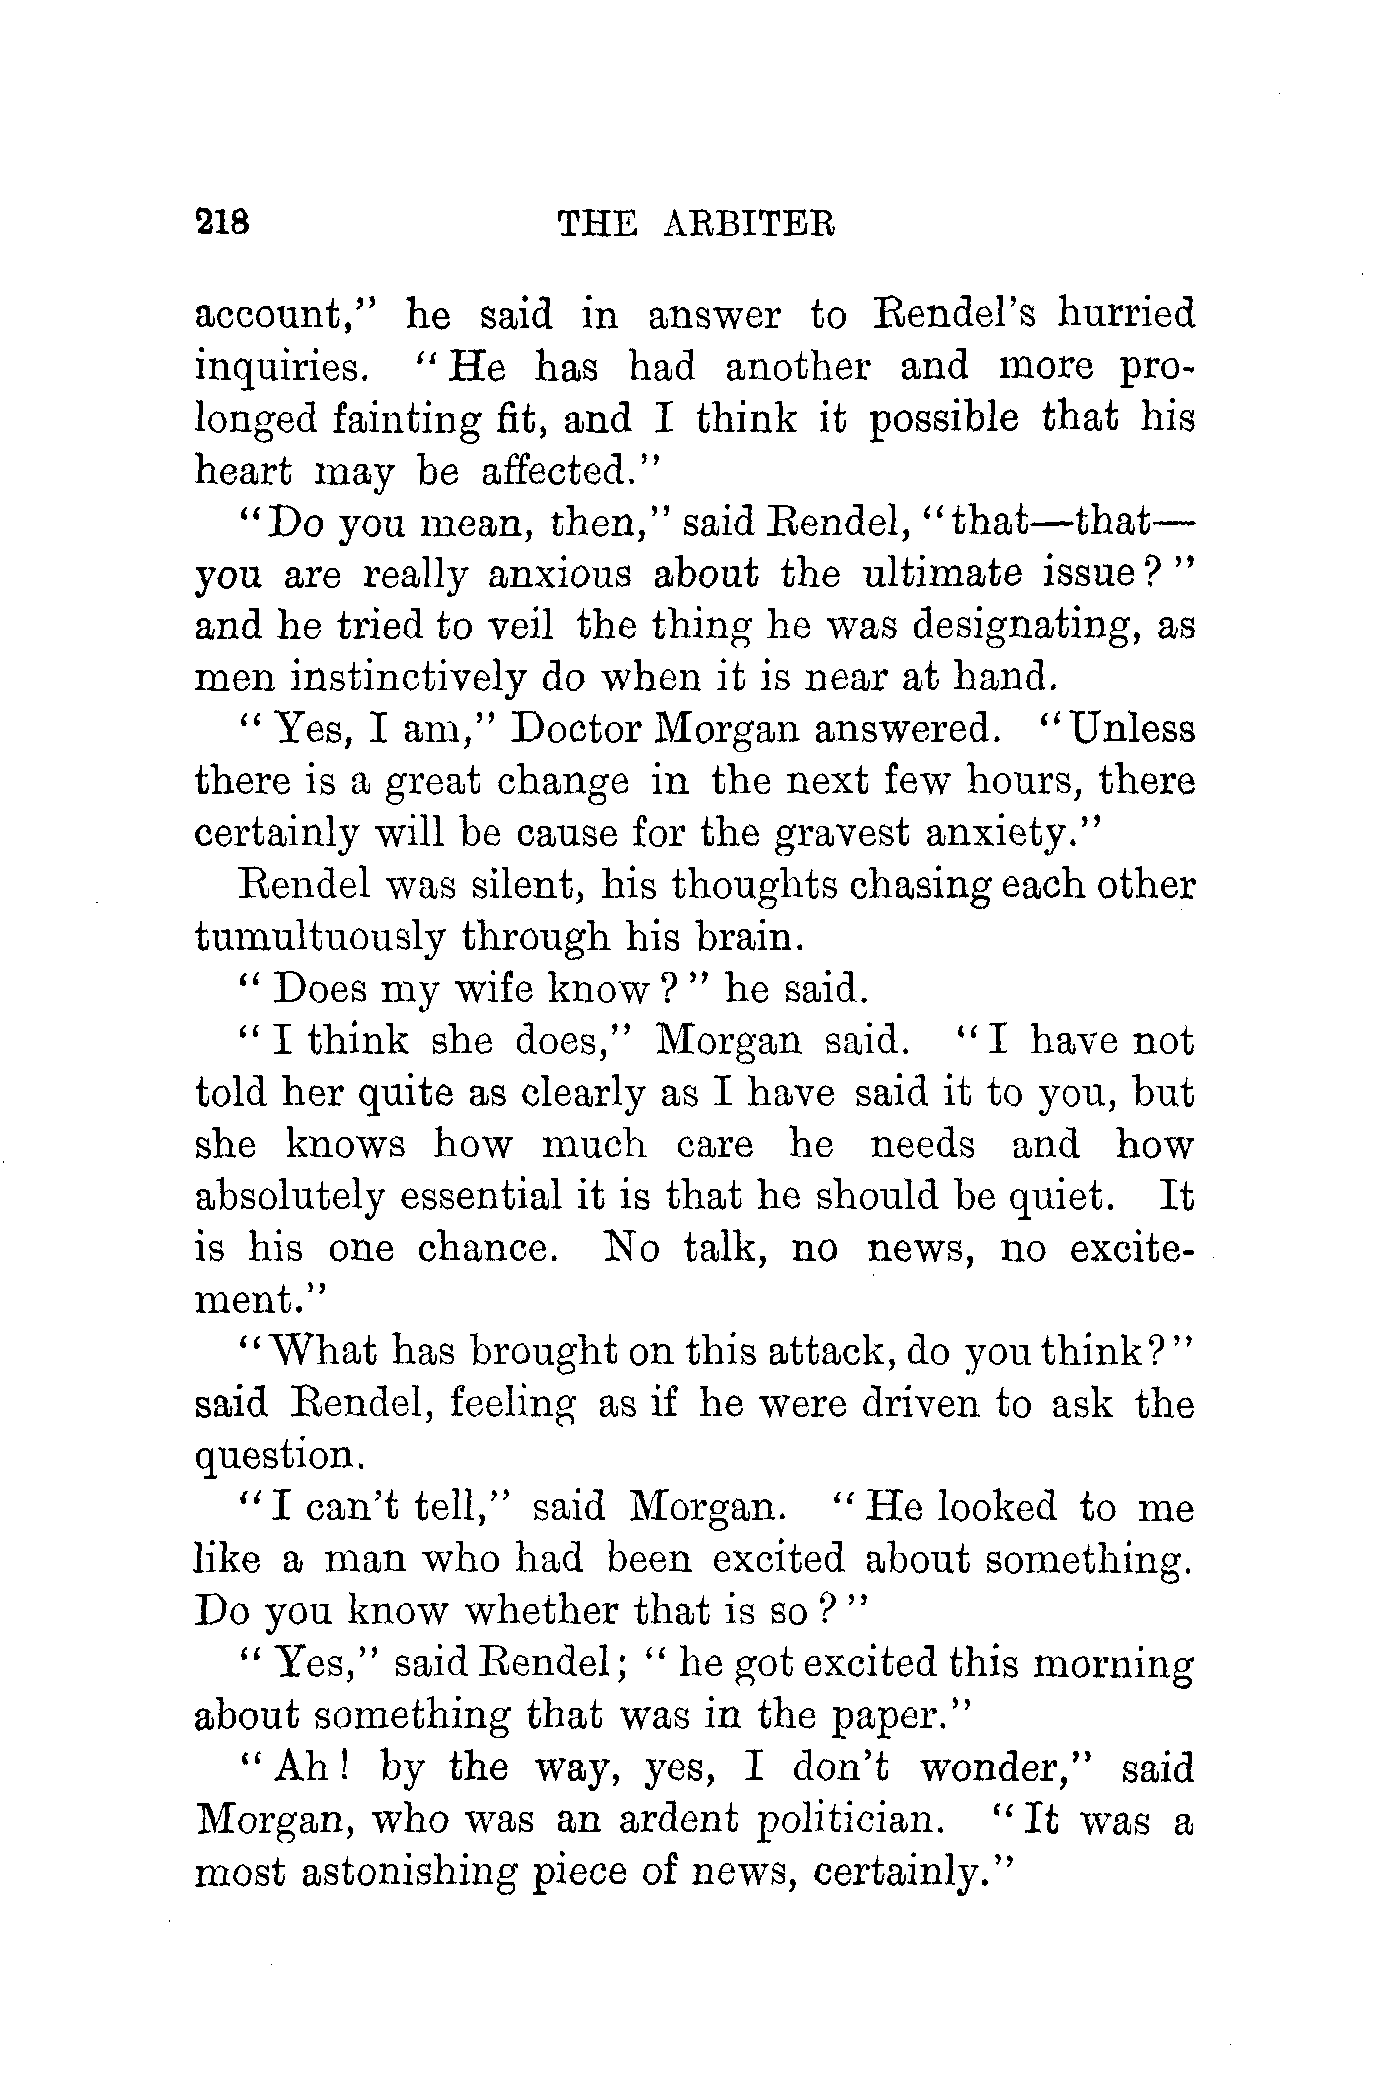 218 THE ARBITER
account," he said in answer to Rendel's hurried
inquiries. "He has had another and more pro-
longed fainting fit, and I think it possible that his
heart may be affected."
"Do you mean, then," said Rendel, "that—that—
you are really anxious about the ultimate issue?"
and he tried to veil the thing he was designating, as
men instinctively do when it is near at hand.
"Yes, I am," Doctor Morgan answered. "Unless
there is a great change in the next few hours, there
certainly will be cause for the gravest anxiety."
Rendel was silent, his thoughts chasing each other
tumultuously through his brain.
"Does my wife know?" he said.
"I think she does," Morgan said. "I have not
told her quite as clearly as I have said it to you, but
she knows how much care he needs and how
absolutely essential it is that he should be quiet. It
is his one chance. No talk, no news, no excite-
ment."
"What has brought on this attack, do you think?"
said Rendel, feeling as if he were driven to ask the
question.
"I can't tell," said Morgan. "He looked to me
like a man who had been excited about something.
Do you know whether that is so?"
"Yes," said Rendel; "he got excited this morning
about something that was in the paper."
"Ah! by the way, yes, I don't wonder," said
Morgan, who was an ardent politician. "It was a
most astonishing piece of news, certainly."